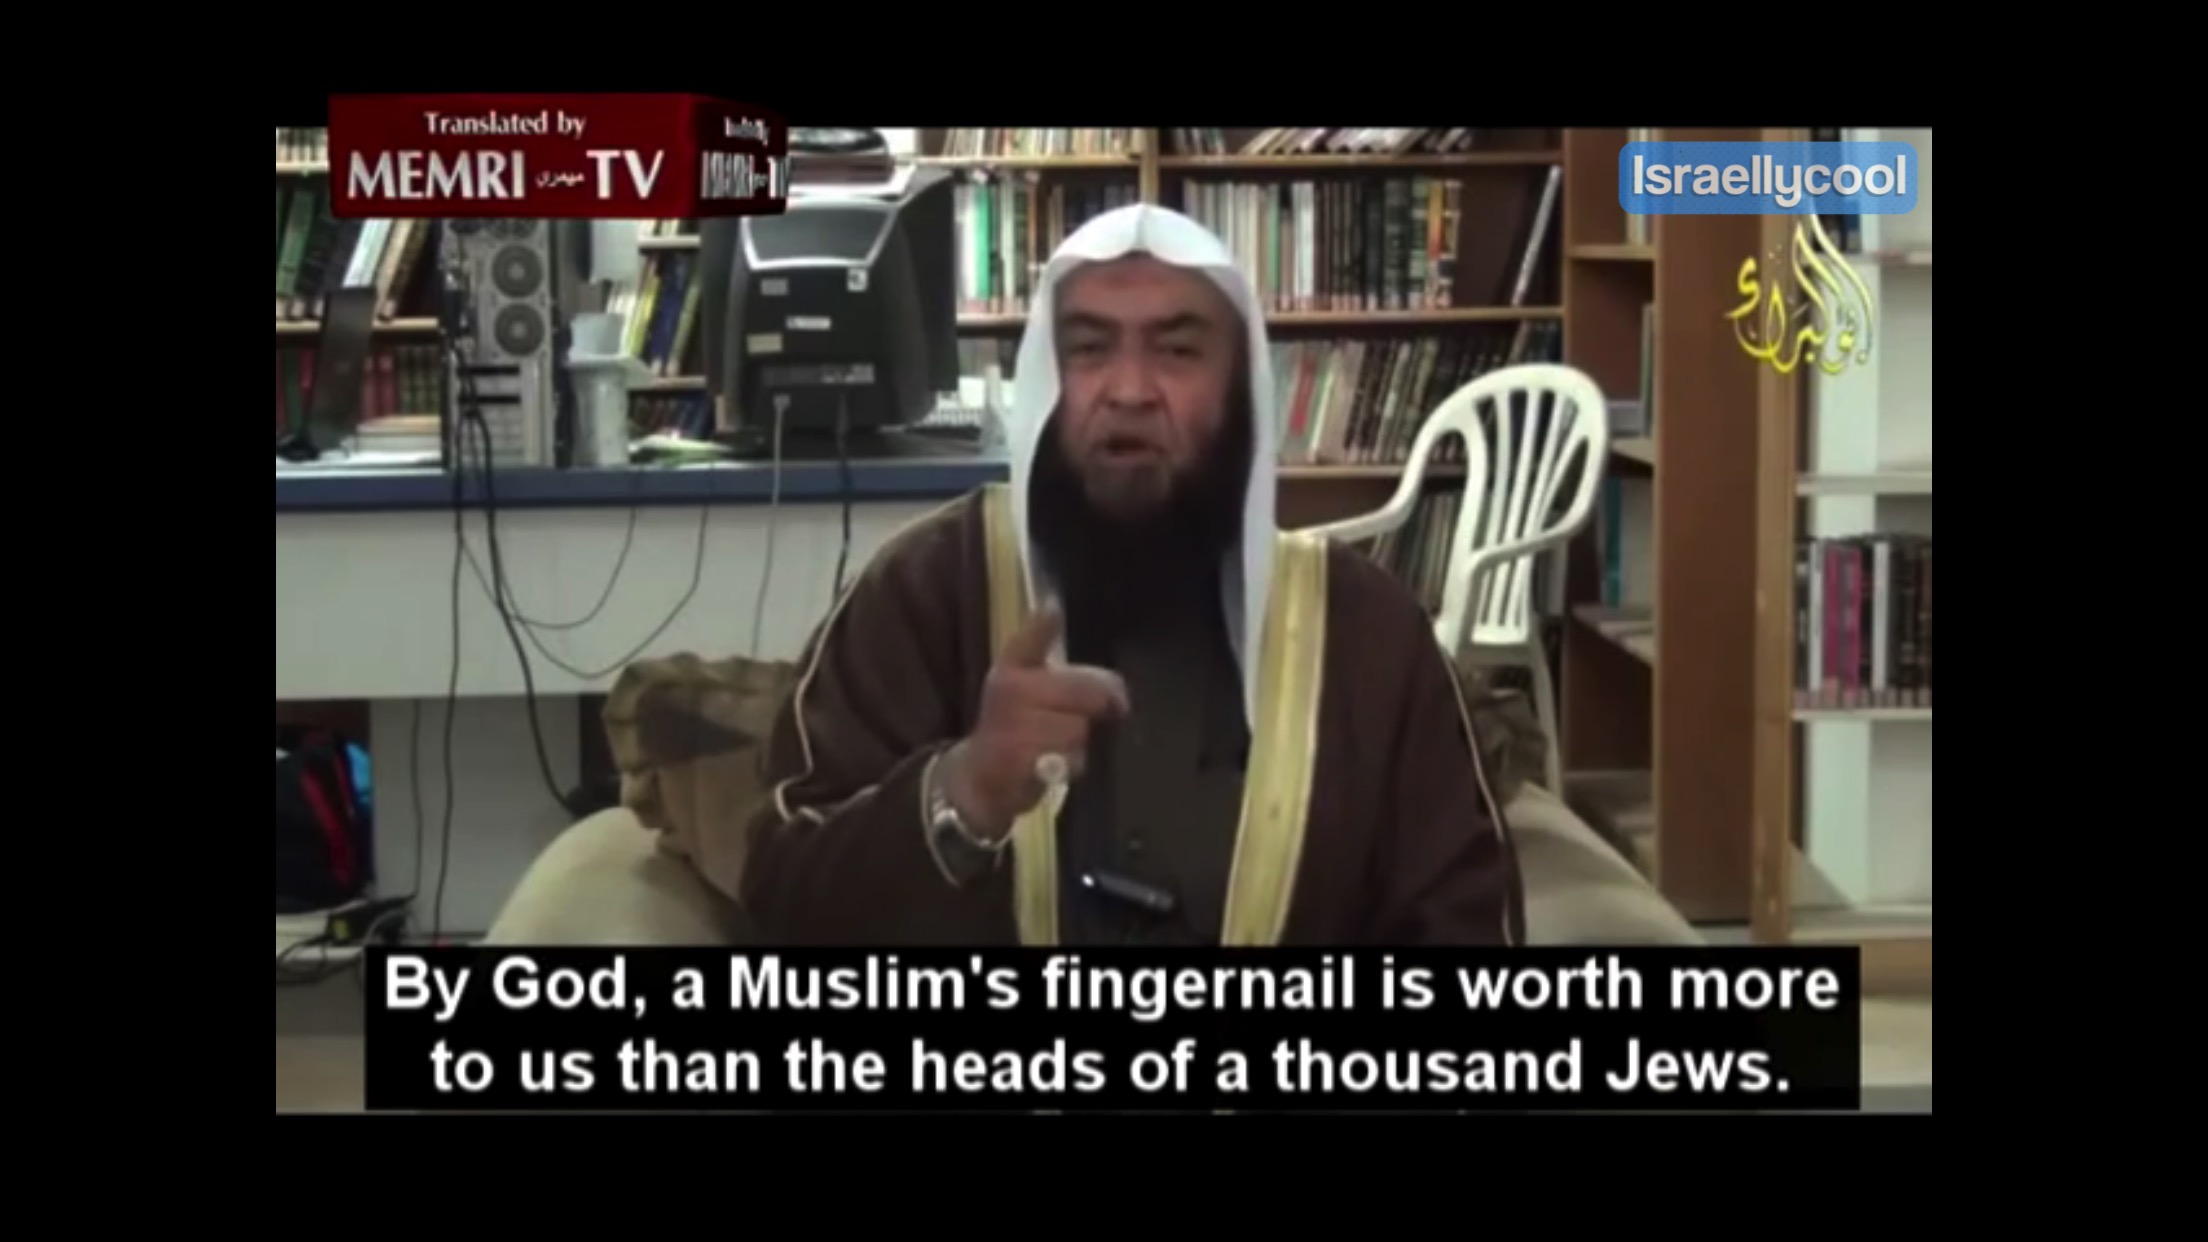 Translated by
MEMRI ميمري TV
Israellycool
By God, a Muslim's fingernail is worth more
to us than the heads of a thousand Jews.